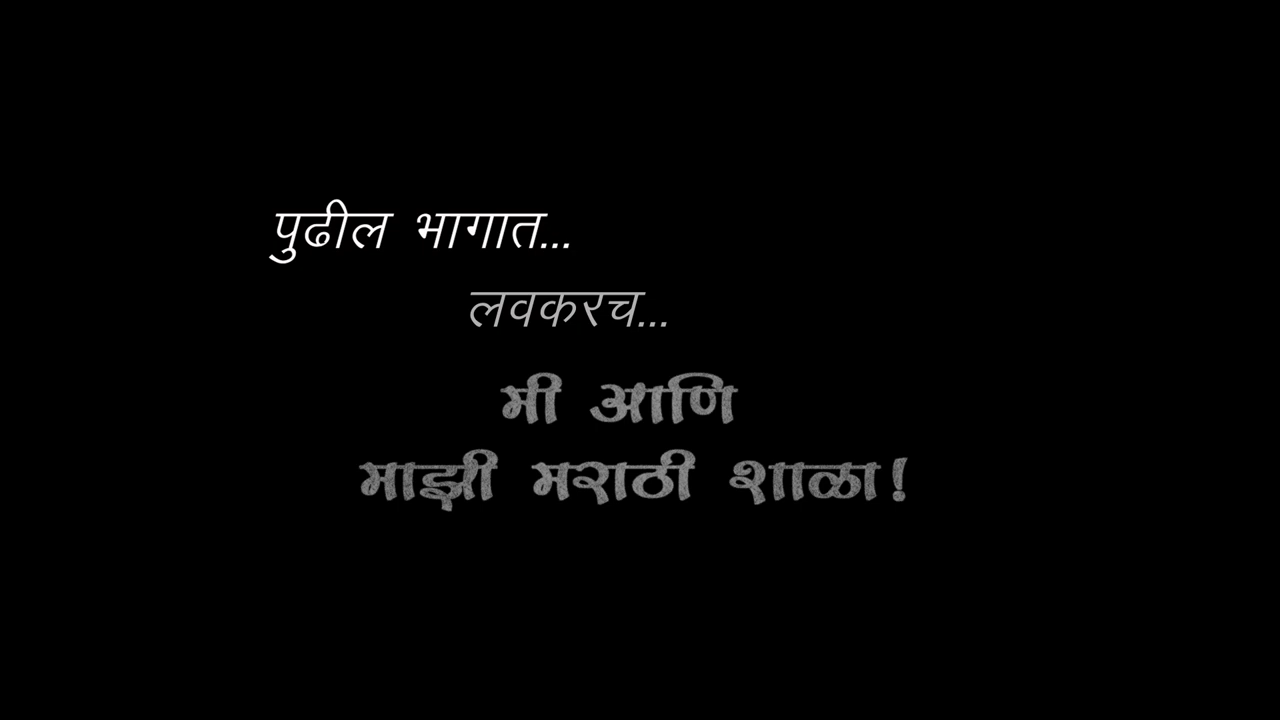 पुढील भागात...
लवकरच...
मी आणि
माझी मराठी शाळा!